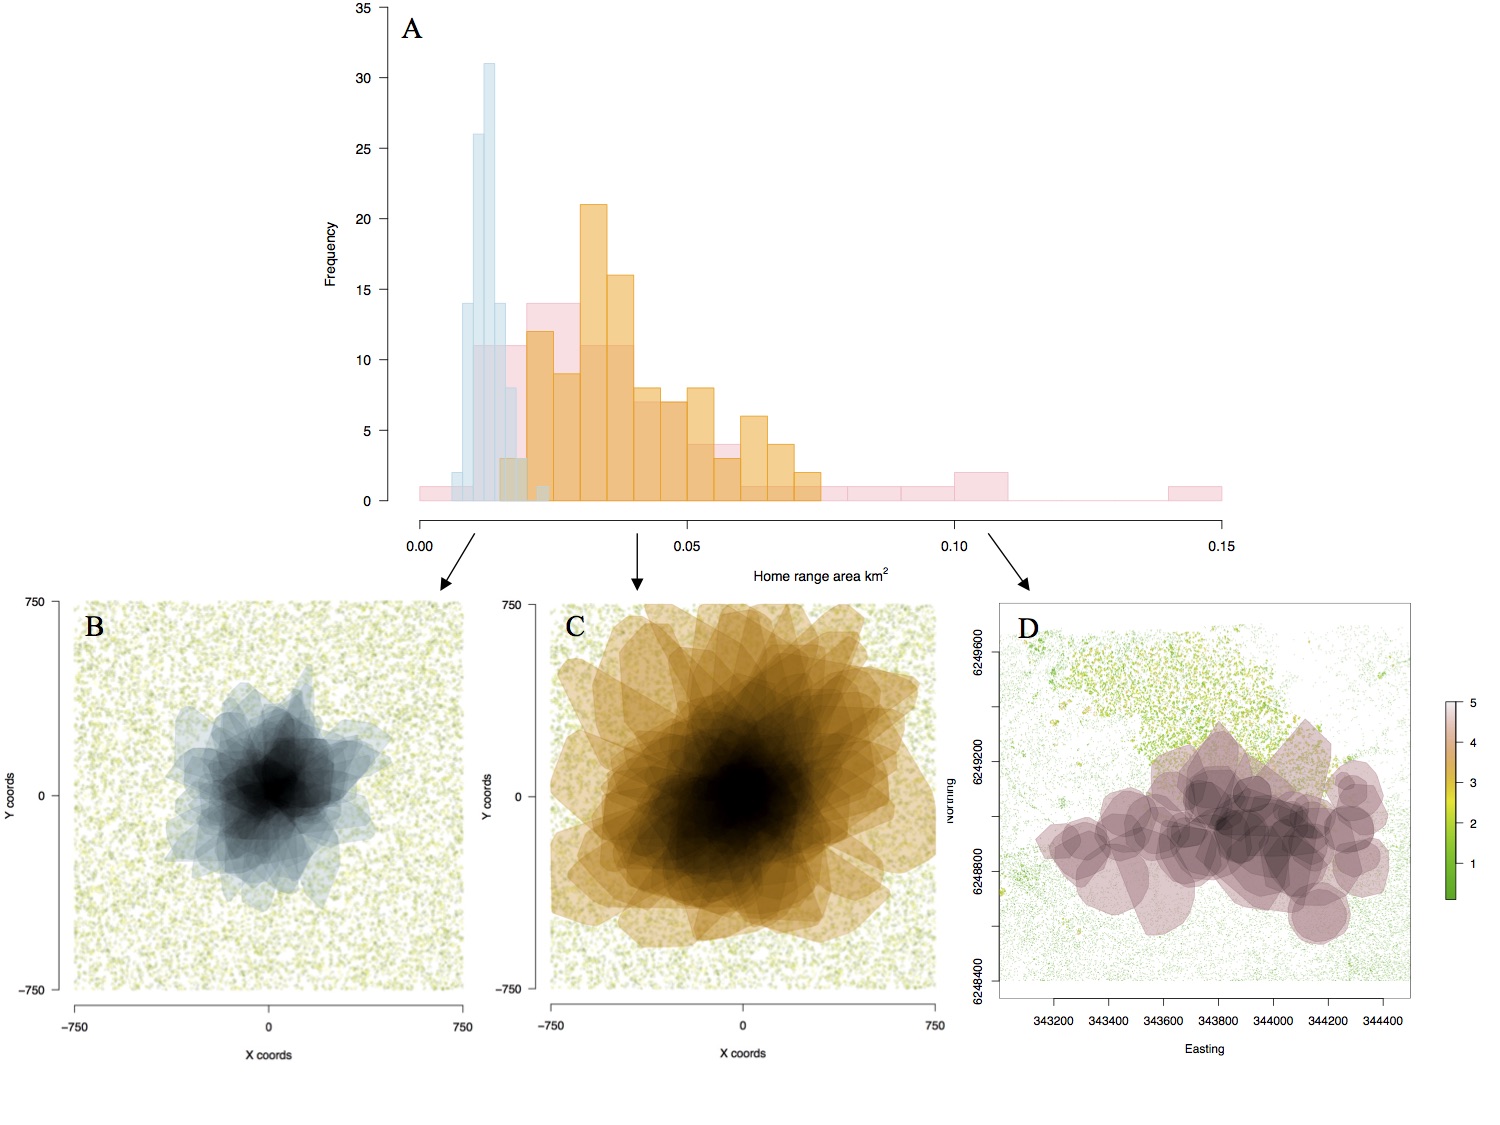 A
35
30
25
20
15
10
5
0
Frequency
0.00 0.05 0.10 0.15
Home range area km²
B
750
0
−750
Y coords
−750 0 750
X coords
C
750
0
−750
Y coords
−750 0 750
X coords
D
6249600
6249200
6248800
6248400
Northing
343200 343400 343600 343800 344000 344200 344400
Easting
5
4
3
2
1